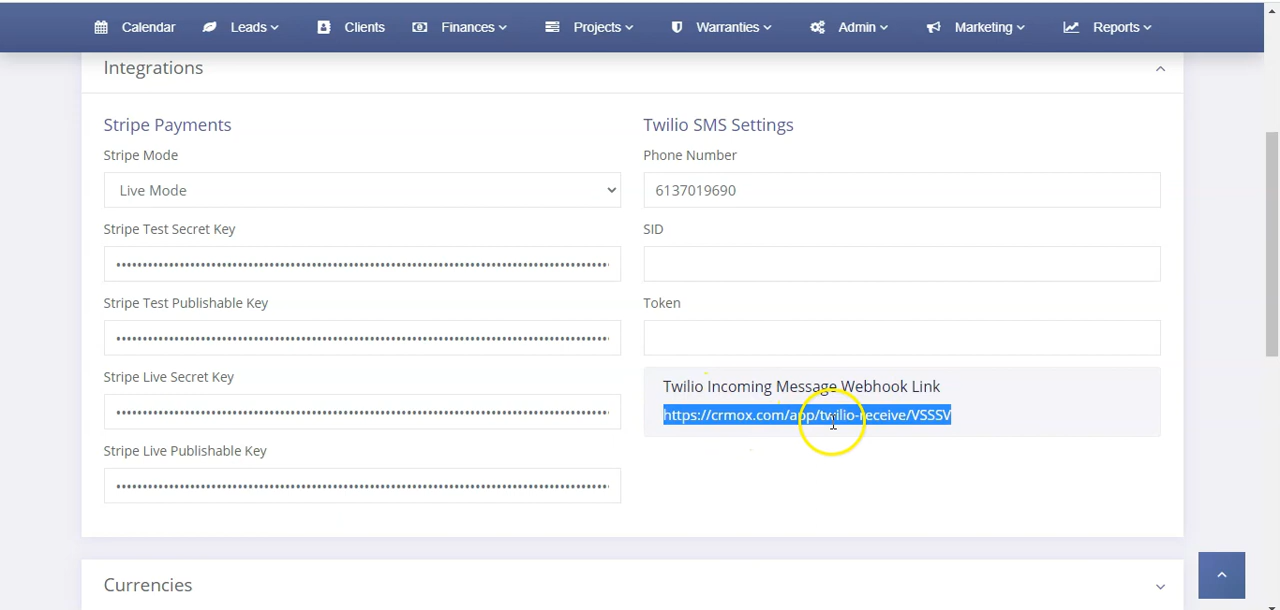 Calendar Leads Clients Finances Projects Warranties Admin Marketing Reports
Integrations
Stripe Payments
Stripe Mode
Live Mode
Stripe Test Secret Key
••••••••••••••••••••••••••••••••••••••••••••••••••••••••••••••••••••••••••••••••••••••••••••••
Stripe Test Publishable Key
••••••••••••••••••••••••••••••••••••••••••••••••••••••••••••••••••••••••••••••••••••••••••••••
Stripe Live Secret Key
••••••••••••••••••••••••••••••••••••••••••••••••••••••••••••••••••••••••••••••••••••••••••••••
Stripe Live Publishable Key
••••••••••••••••••••••••••••••••••••••••••••••••••••••••••••••••••••••••••••••••••••••••••••••
Twilio SMS Settings
Phone Number
6137019690
SID
Token
Twilio Incoming Message Webhook Link
https://crmox.com/app/twilio-receive/VSSSV
Currencies